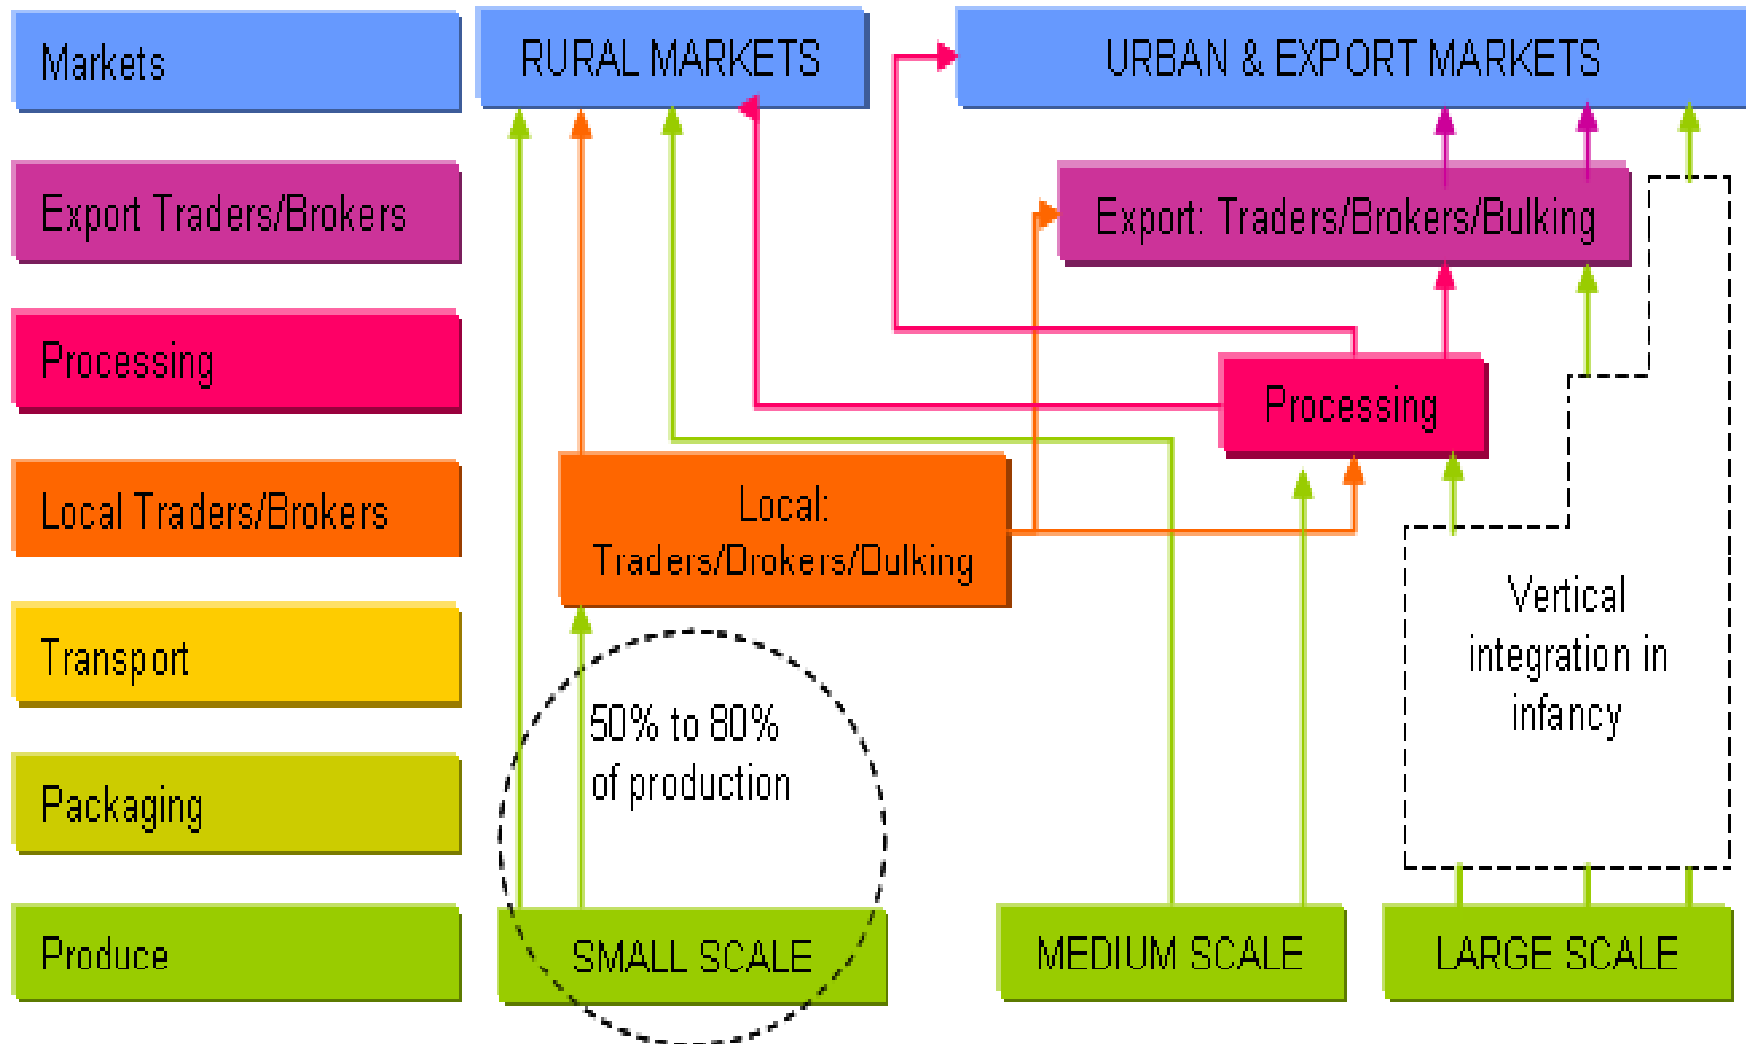 Markets
RURAL MARKETS
URBAN & EXPORT MARKETS
Export Traders/Brokers
Export: Traders/Brokers/Bulking
Processing
Processing
Local Traders/Brokers
Local:
Traders/Drokers/Dulking
Transport
50% to 80%
of production
Vertical
integration in
infancy
Packaging
Produce
SMALL SCALE
MEDIUM SCALE
LARGE SCALE